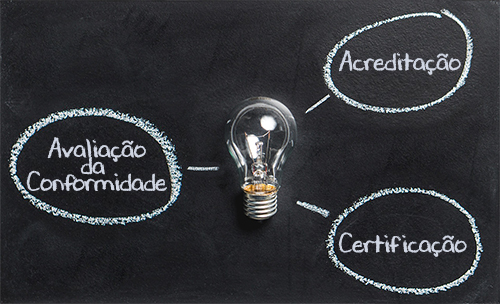 Avaliação
da
Conformidade
Acreditação
Certificação